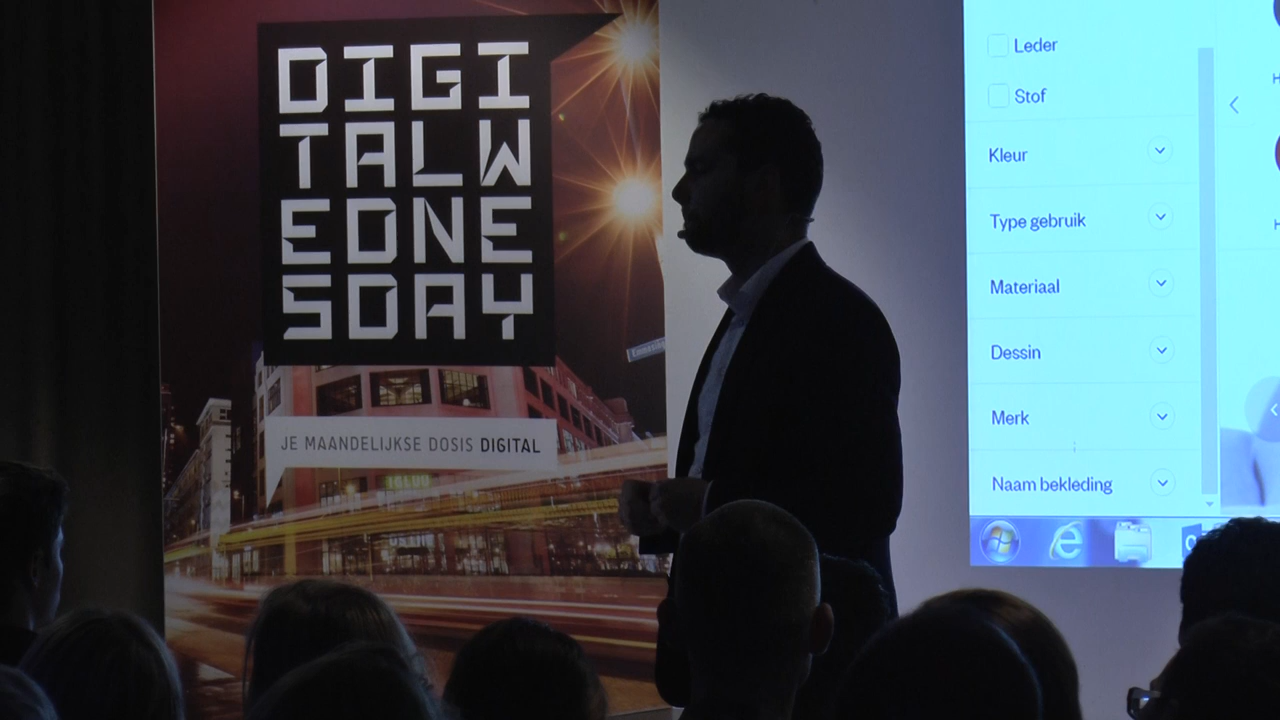 DIGI
TALW
EDNE
SDAY
JE MAANDELIJKSE DOSIS DIGITAL
Leder
Stof
Kleur
Type gebruik
Materiaal
Dessin
Merk
Naam bekleding